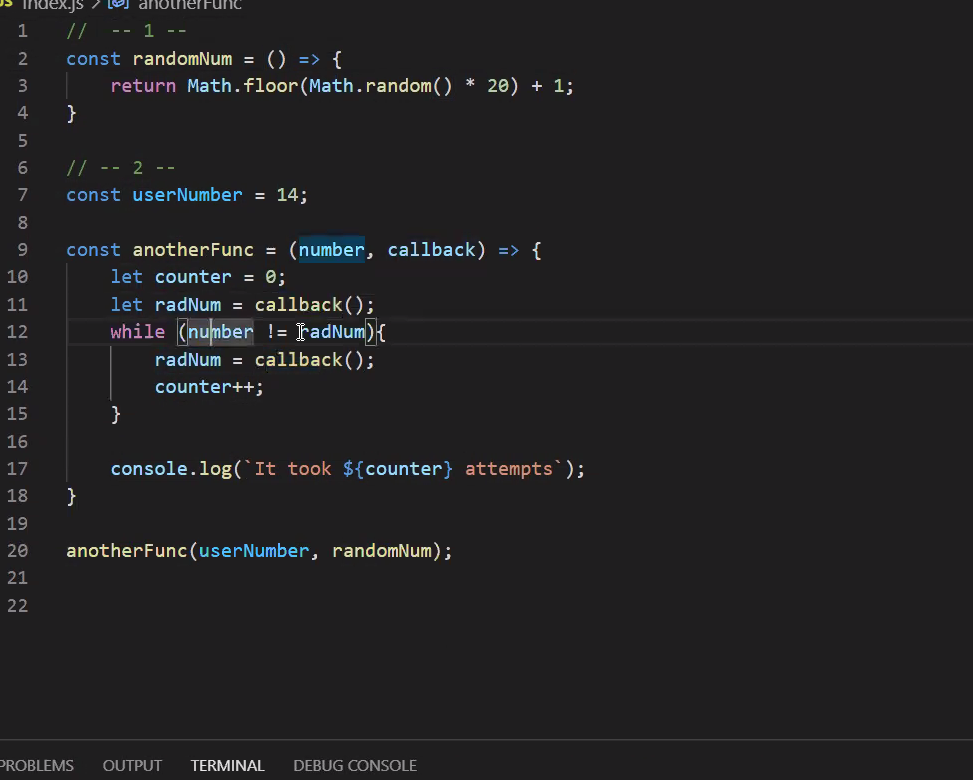 index.js > anotherFunc
1 //  -- 1 --
2 const randomNum = () => {
3     return Math.floor(Math.random() * 20) + 1;
4 }
5
6 // -- 2 --
7 const userNumber = 14;
8
9 const anotherFunc = (number, callback) => {
10     let counter = 0;
11     let radNum = callback();
12     while (number != radNum){
13         radNum = callback();
14         counter++;
15     }
16
17     console.log(`It took ${counter} attempts`);
18 }
19
20 anotherFunc(userNumber, randomNum);
21
22
PROBLEMS OUTPUT TERMINAL DEBUG CONSOLE